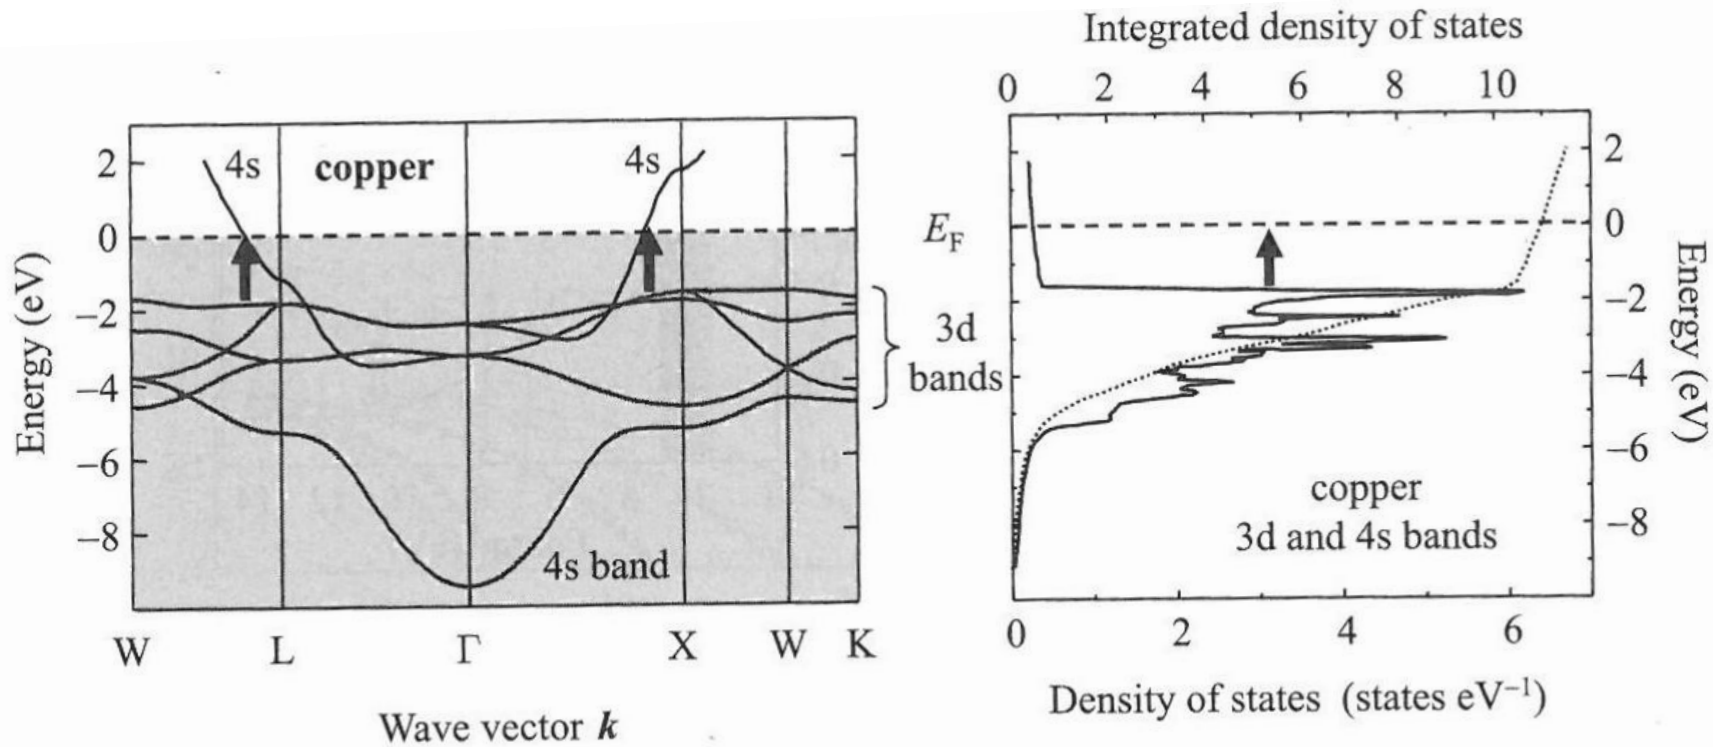 4s
copper
4s
2
0
−2
−4
−6
−8
Energy (eV)
4s band
W
L
Γ
X
W
K
Wave vector k
3d
bands
Integrated density of states
0
2
4
6
8
10
E_F
2
0
−2
−4
−6
−8
Energy (eV)
copper
3d and 4s bands
0
2
4
6
Density of states (states eV⁻¹)